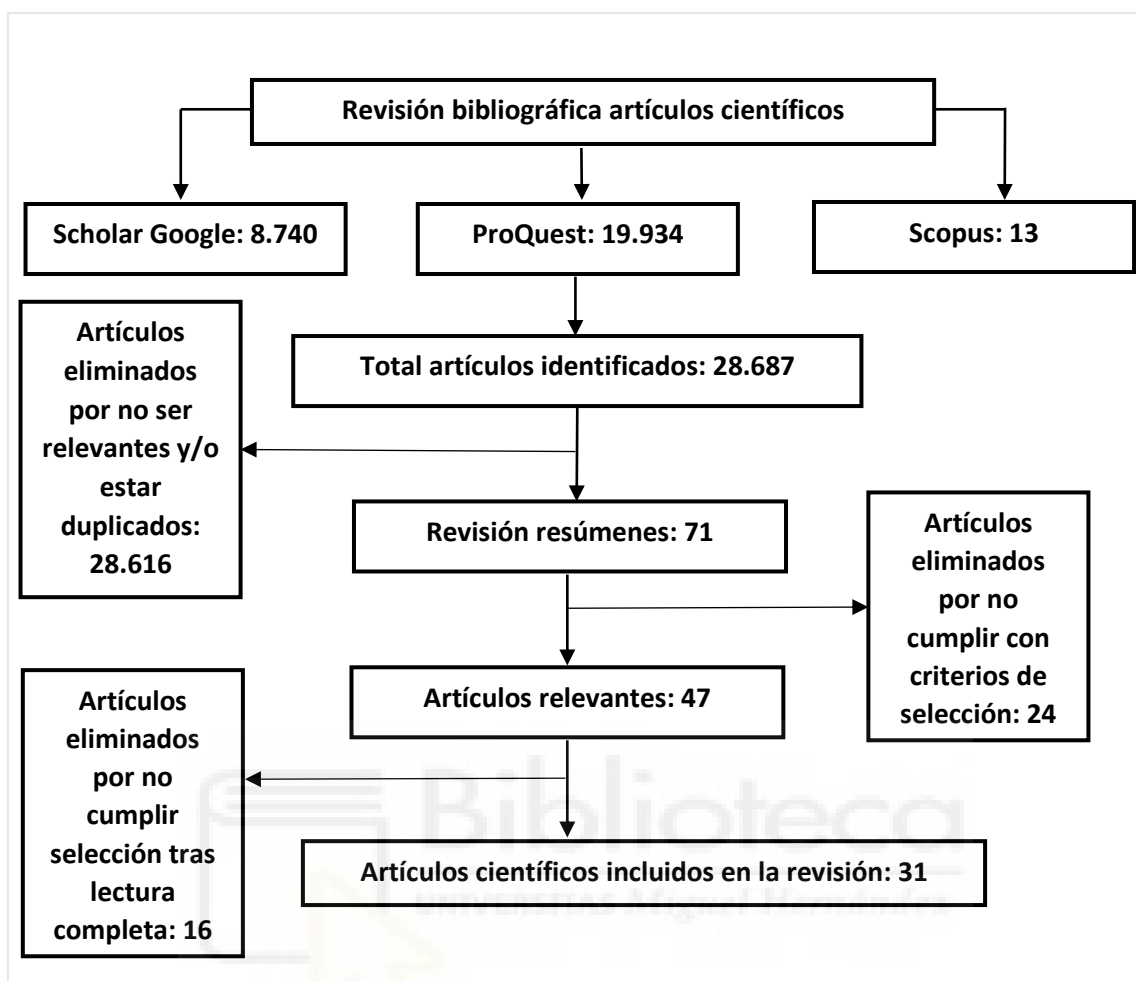 Revisión bibliográfica artículos científicos
Scholar Google: 8.740
ProQuest: 19.934
Scopus: 13
Artículos
eliminados
por no ser
relevantes y/o
estar
duplicados:
28.616
Total artículos identificados: 28.687
Revisión resúmenes: 71
Artículos
eliminados
por no
cumplir con
criterios de
selección: 24
Artículos relevantes: 47
Artículos
eliminados
por no
cumplir
selección tras
lectura
completa: 16
Artículos científicos incluidos en la revisión: 31
Biblioteca
UNIVERSITAS Miguel Hernández